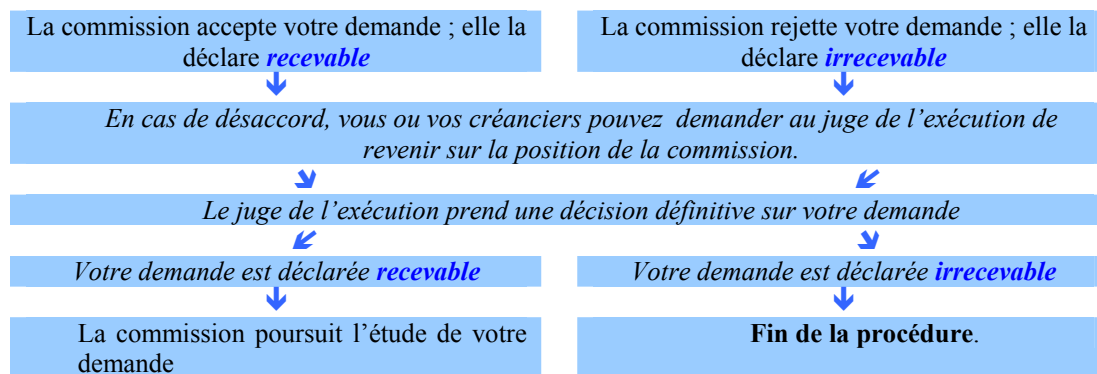 La commission accepte votre demande ; elle la
déclare recevable
La commission rejette votre demande ; elle la
déclare irrecevable
En cas de désaccord, vous ou vos créanciers pouvez demander au juge de l’exécution de
revenir sur la position de la commission.
Le juge de l’exécution prend une décision définitive sur votre demande
Votre demande est déclarée recevable
Votre demande est déclarée irrecevable
La commission poursuit l’étude de votre
demande
Fin de la procédure.